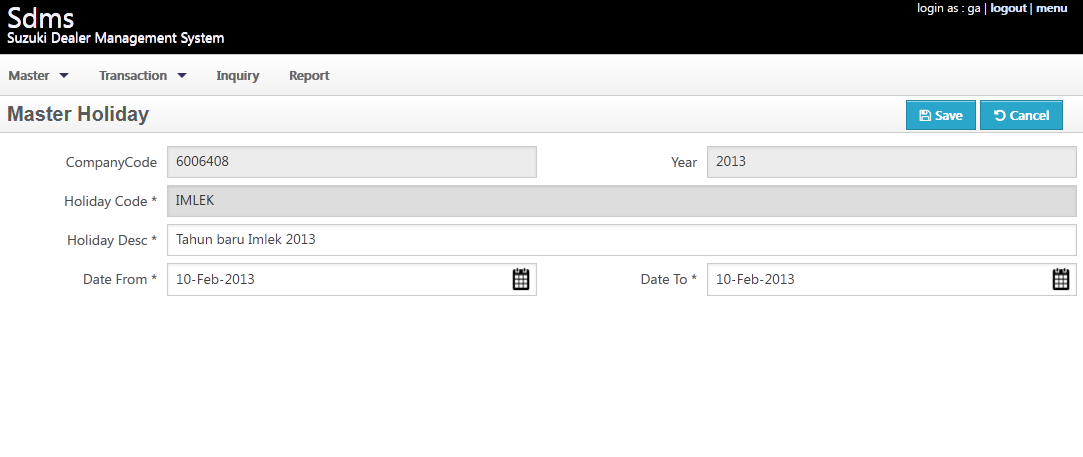 Sdms
Suzuki Dealer Management System
login as : ga | logout | menu
Master Transaction Inquiry Report
Master Holiday
Save Cancel
CompanyCode 6006408 Year 2013
Holiday Code * IMLEK
Holiday Desc * Tahun baru Imlek 2013
Date From * 10-Feb-2013 Date To * 10-Feb-2013